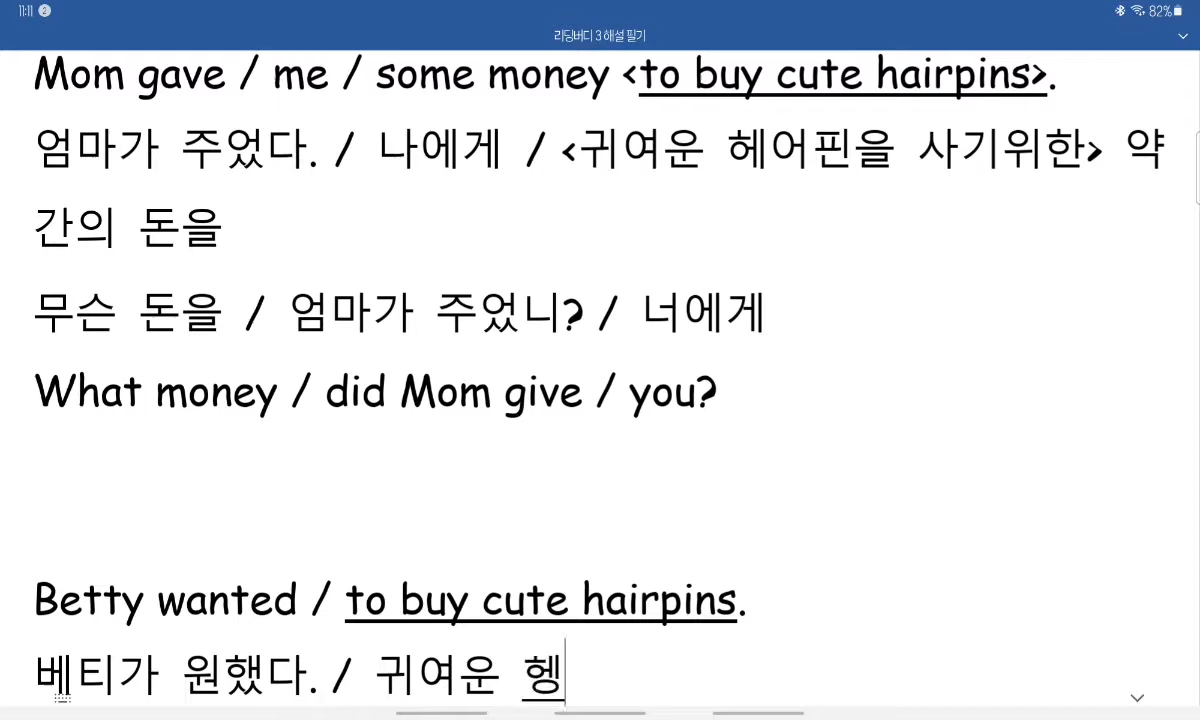 11:11 2 82%
리딩버디 3 해설 필기
Mom gave / me / some money <to buy cute hairpins>.
엄마가 주었다. / 나에게 / <귀여운 헤어핀을 사기위한> 약
간의 돈을
무슨 돈을 / 엄마가 주었니? / 너에게
What money / did Mom give / you?
Betty wanted / to buy cute hairpins.
베티가 원했다. / 귀여운 헹